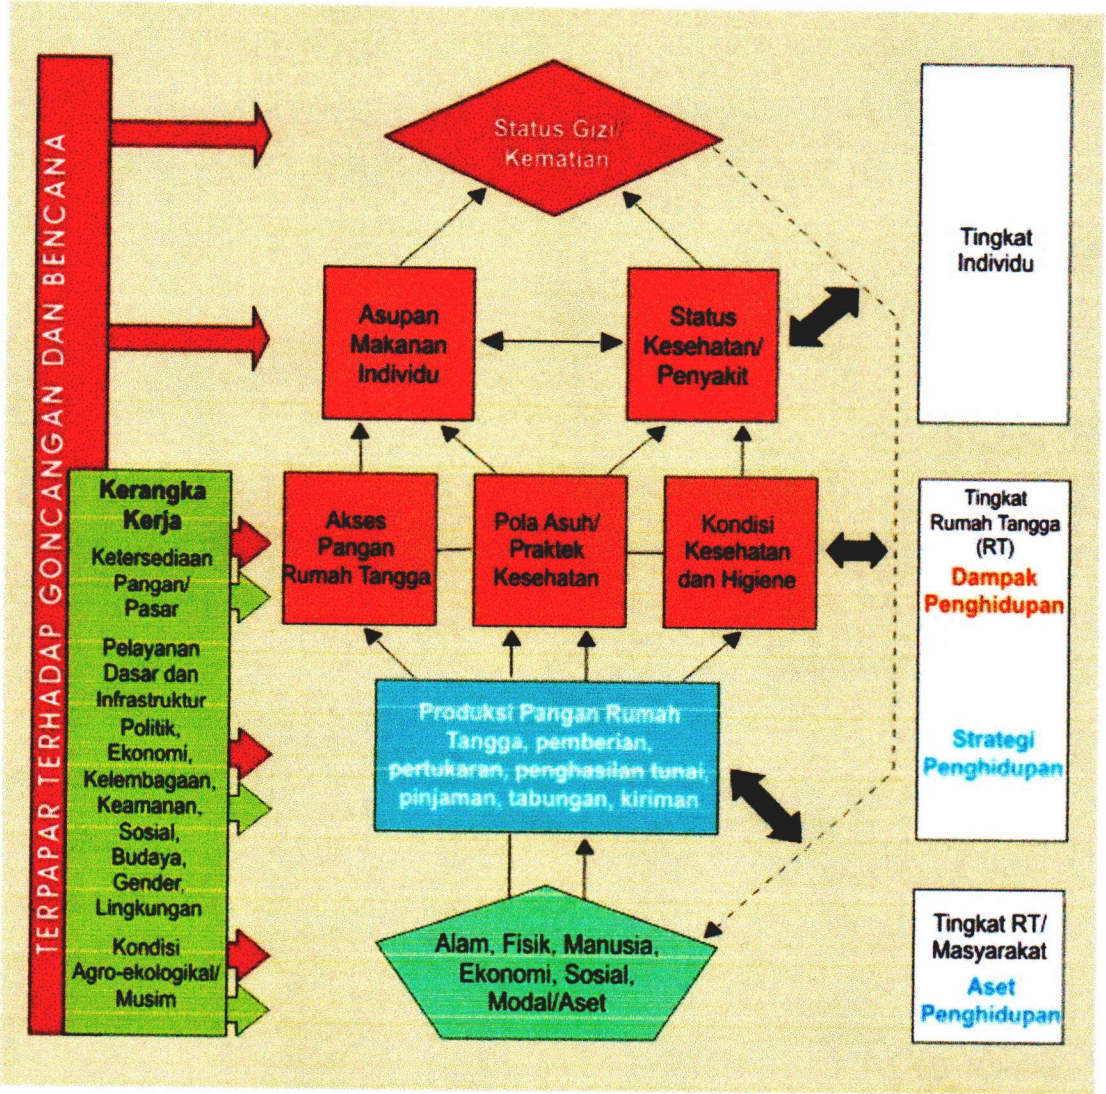 TERPAPAR TERHADAP GONCANGAN DAN BENCANA
Status Gizi/
Kematian
Asupan
Makanan
Individu
Status
Kesehatan/
Penyakit
Tingkat
Individu
Kerangka
Kerja
Ketersediaan
Pangan/
Pasar
Pelayanan
Dasar dan
Infrastruktur
Politik,
Ekonomi,
Kelembagaan,
Keamanan,
Sosial,
Budaya,
Gender,
Lingkungan
Kondisi
Agro-ekologikal/
Musim
Akses
Pangan
Rumah Tangga
Pola Asuh/
Praktek
Kesehatan
Kondisi
Kesehatan
dan Higiene
Tingkat
Rumah Tangga
(RT)
Dampak
Penghidupan
Strategi
Penghidupan
Produksi Pangan Rumah
Tangga, pemberian,
pertukaran, penghasilan tunai,
pinjaman, tabungan, kiriman
Alam, Fisik, Manusia,
Ekonomi, Sosial,
Modal/Aset
Tingkat RT/
Masyarakat
Aset
Penghidupan